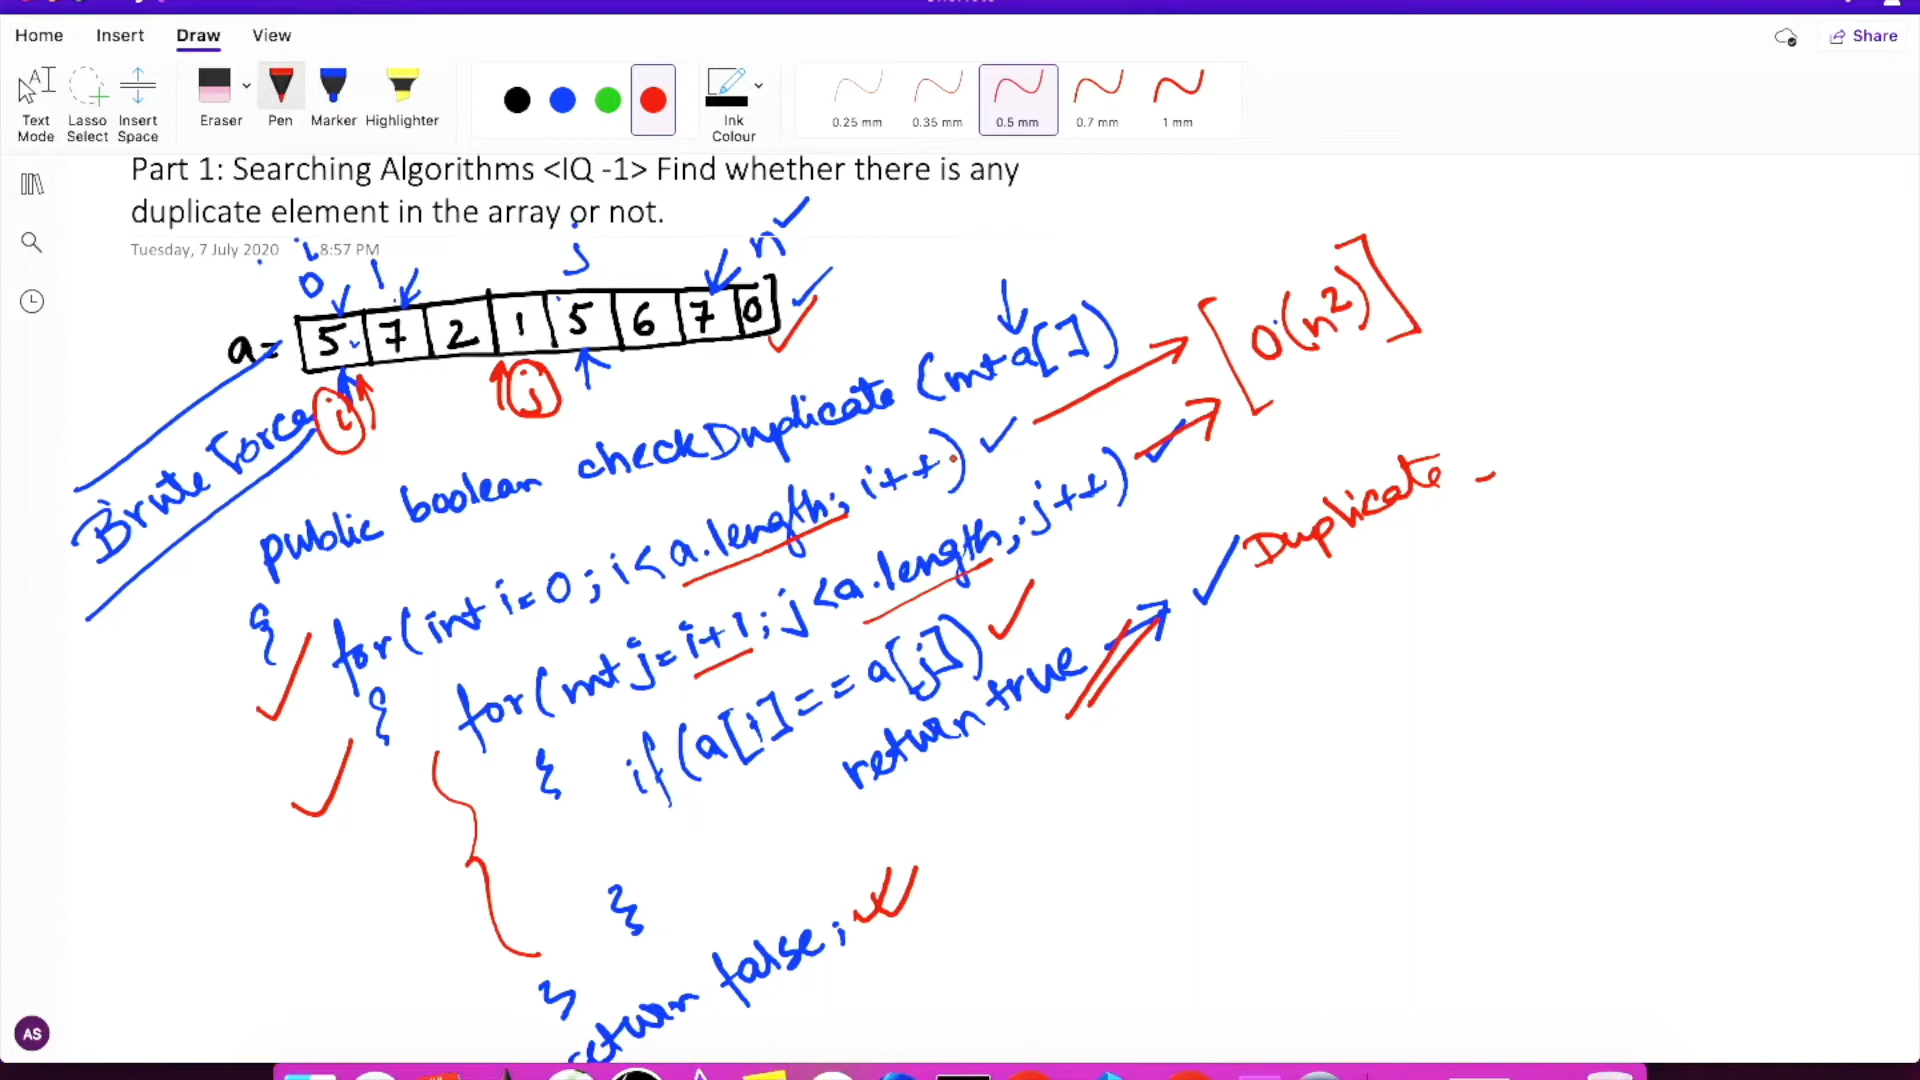 Home Insert Draw View Share
Text Mode Lasso Select Insert Space Eraser Pen Marker Highlighter Ink Colour 0.25 mm 0.35 mm 0.5 mm 0.7 mm 1 mm
Part 1: Searching Algorithms <IQ -1> Find whether there is any
duplicate element in the array or not.
Tuesday, 7 July 2020 8:57 PM
i j n
0 1
a= 5 7 2 1 5 6 7 0
i j
Brute Force
O(n²)
public boolean checkDuplicate (int a[])
{ for(int i=0; i<a.length; i++)
{ for(int j=i+1; j<a.length; j++)
{ if(a[i]==a[j])
return true
Duplicate -
}
}
return false;
AS